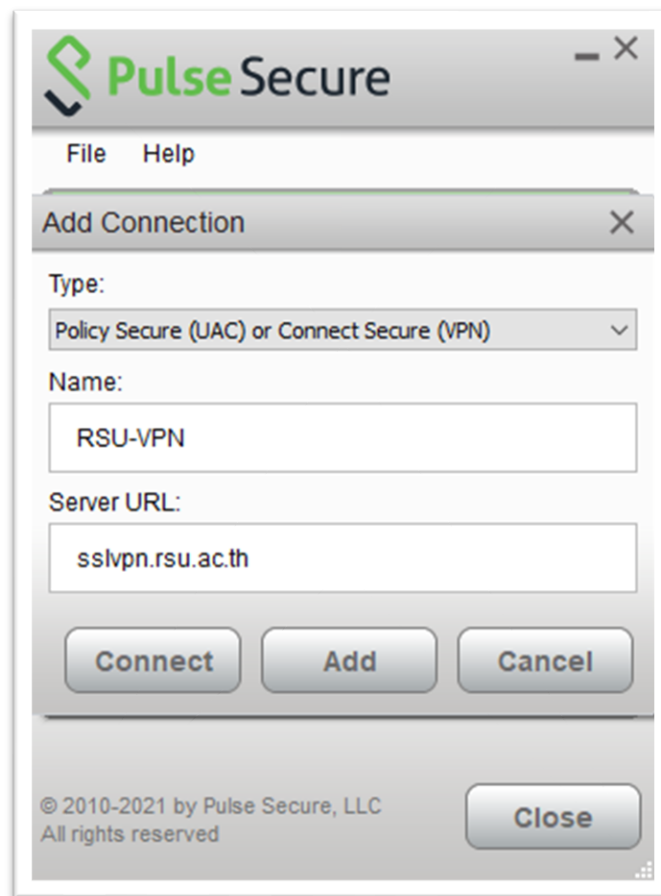 Pulse Secure
File Help
Add Connection
Type:
Policy Secure (UAC) or Connect Secure (VPN)
Name:
RSU-VPN
Server URL:
sslvpn.rsu.ac.th
Connect Add Cancel
© 2010-2021 by Pulse Secure, LLC
All rights reserved
Close